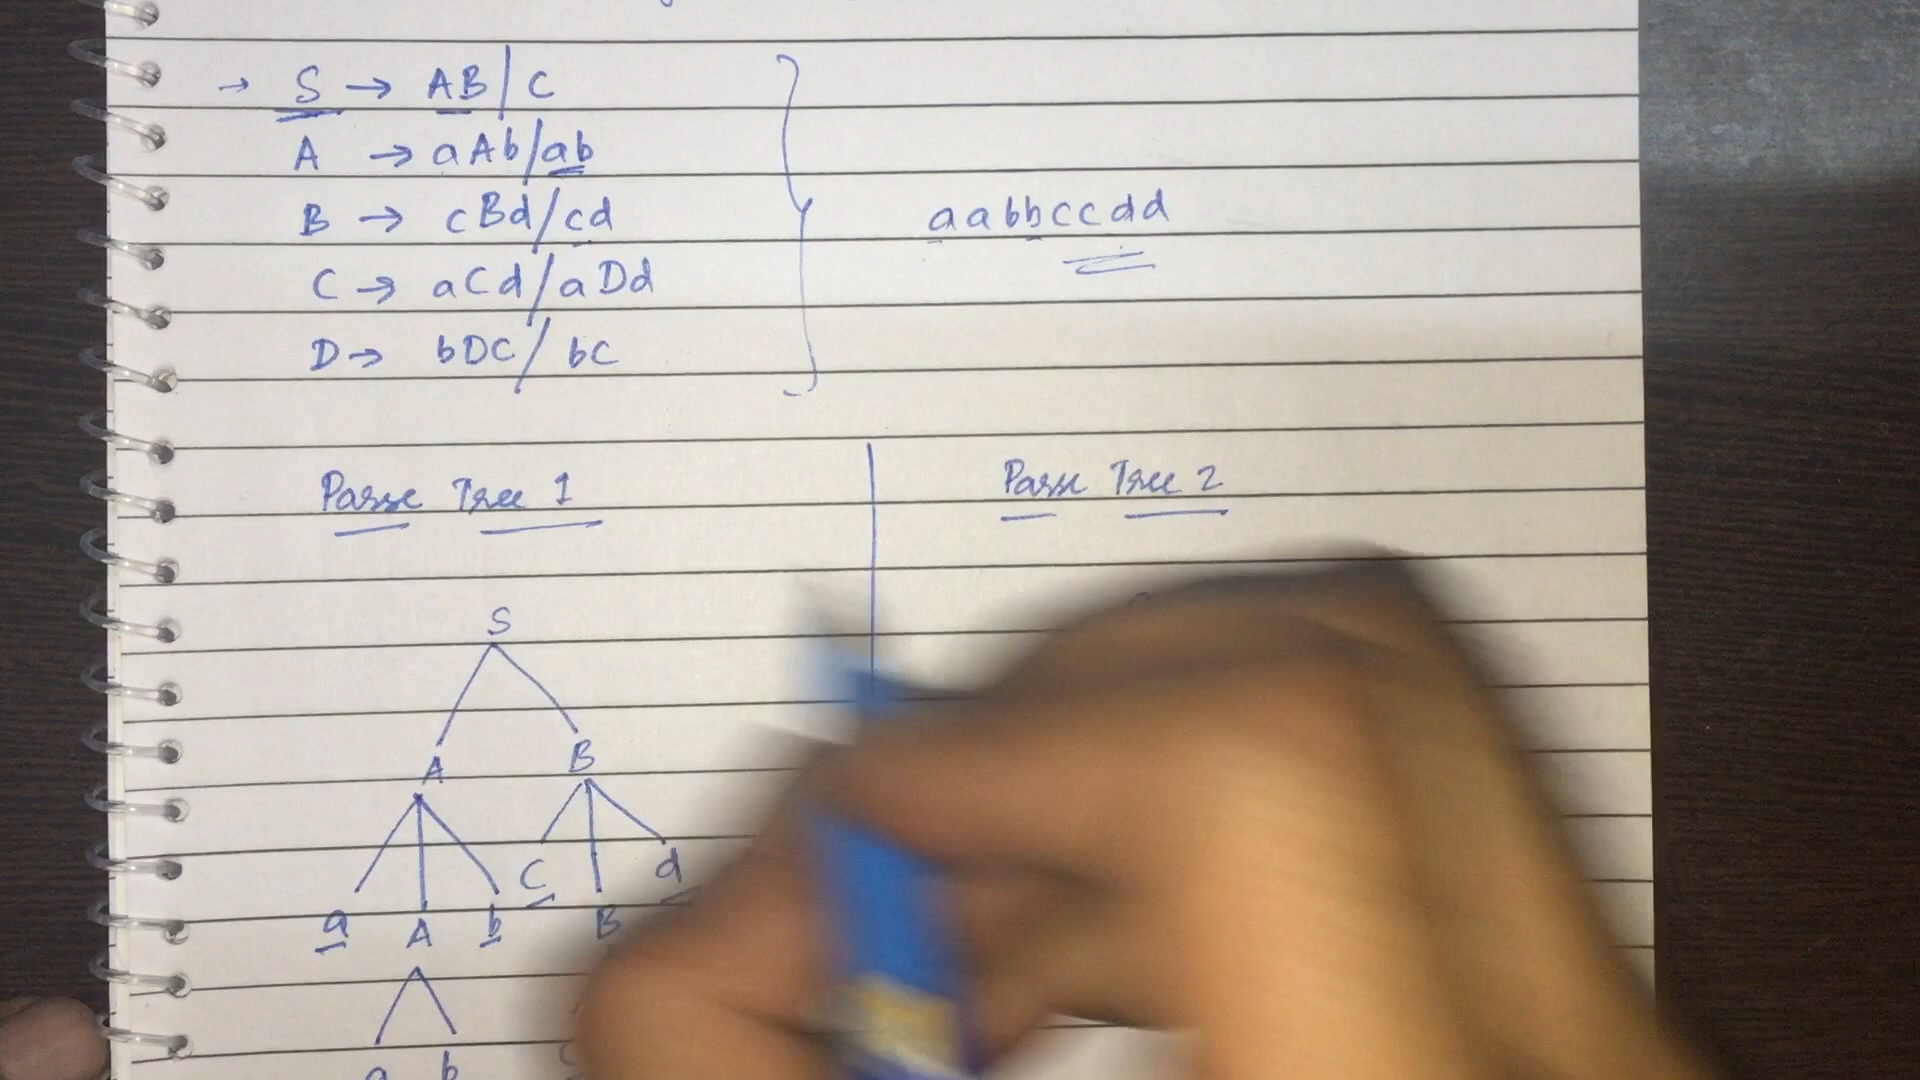 → S → AB | C
A → aAb / ab
B → cBd / cd
aabbccdd
C → aCd / aDd
D → bDC / bC
Parse Tree 1
Parse Tree 2
S
A B
a A b c B d
a b